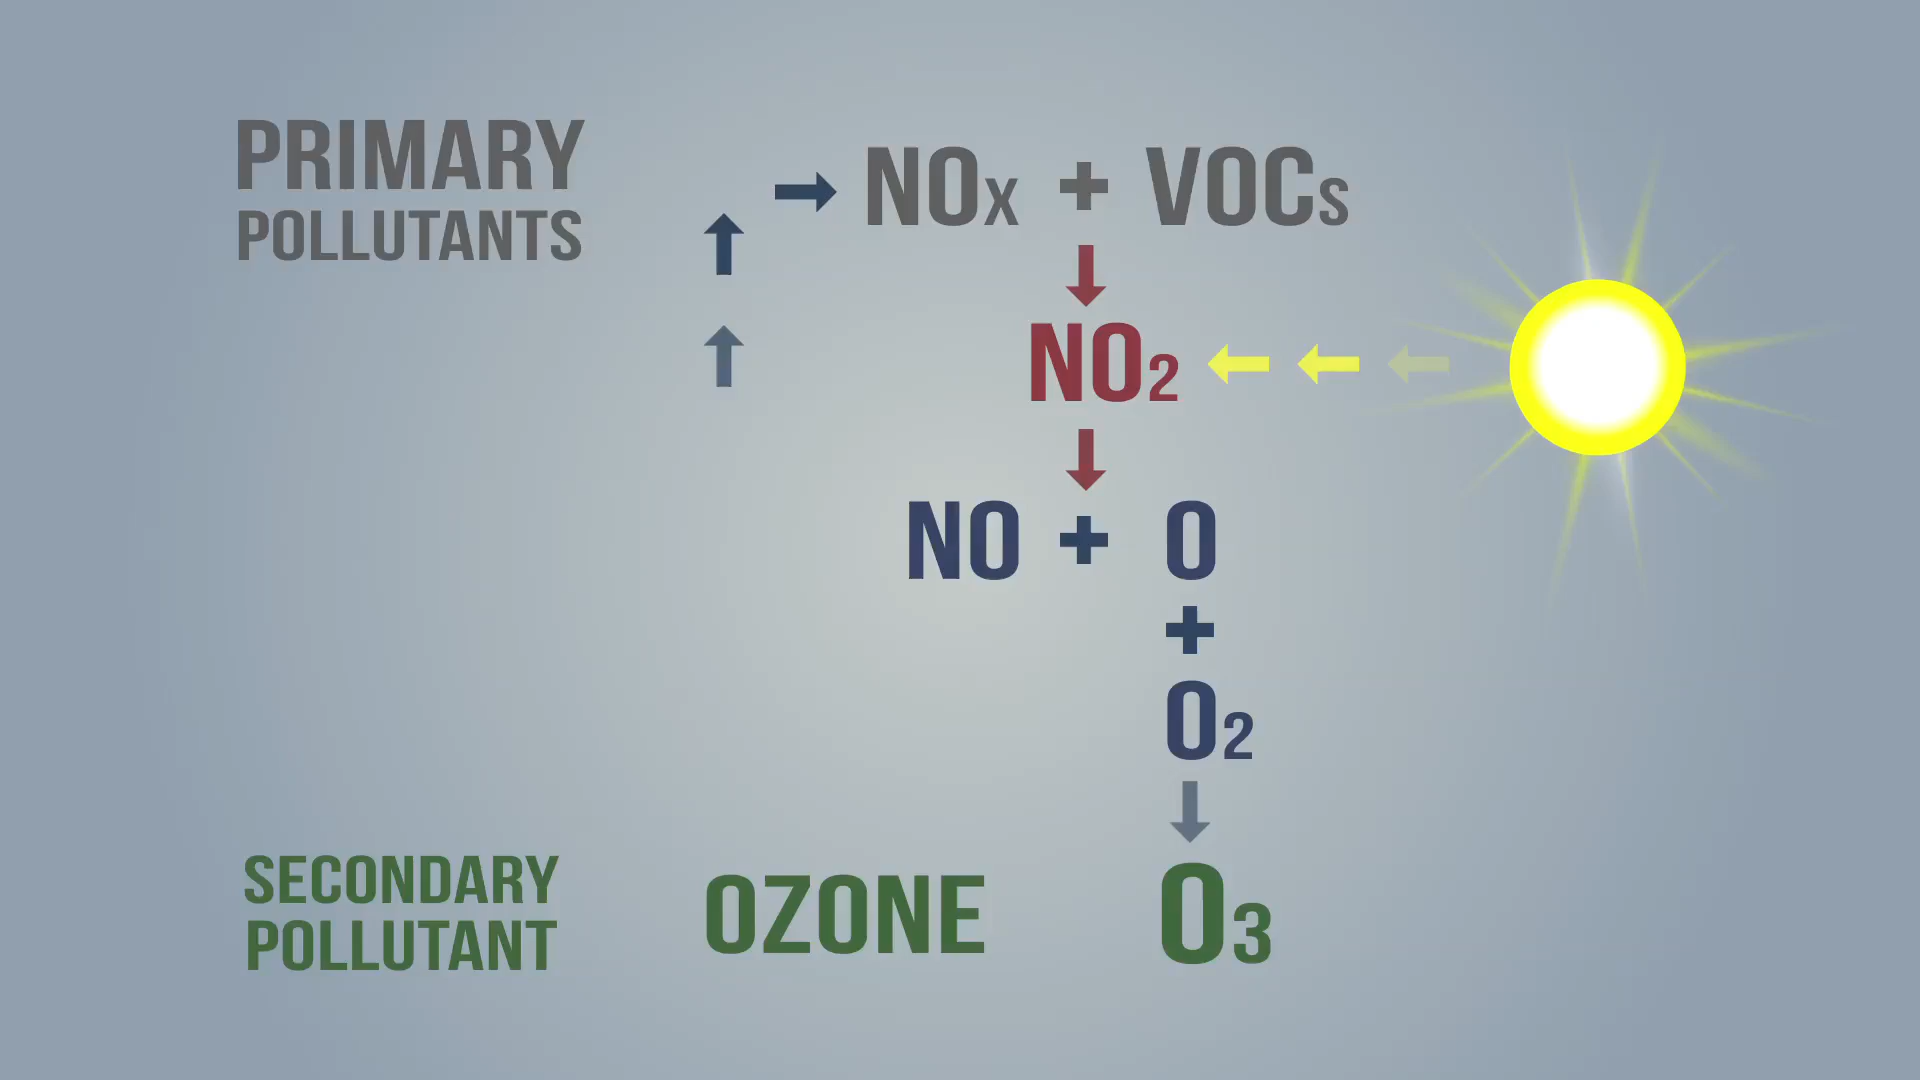 PRIMARY
POLLUTANTS
NOX + VOCS
NO2
NO + O
+
O2
SECONDARY
POLLUTANT
OZONE
O3